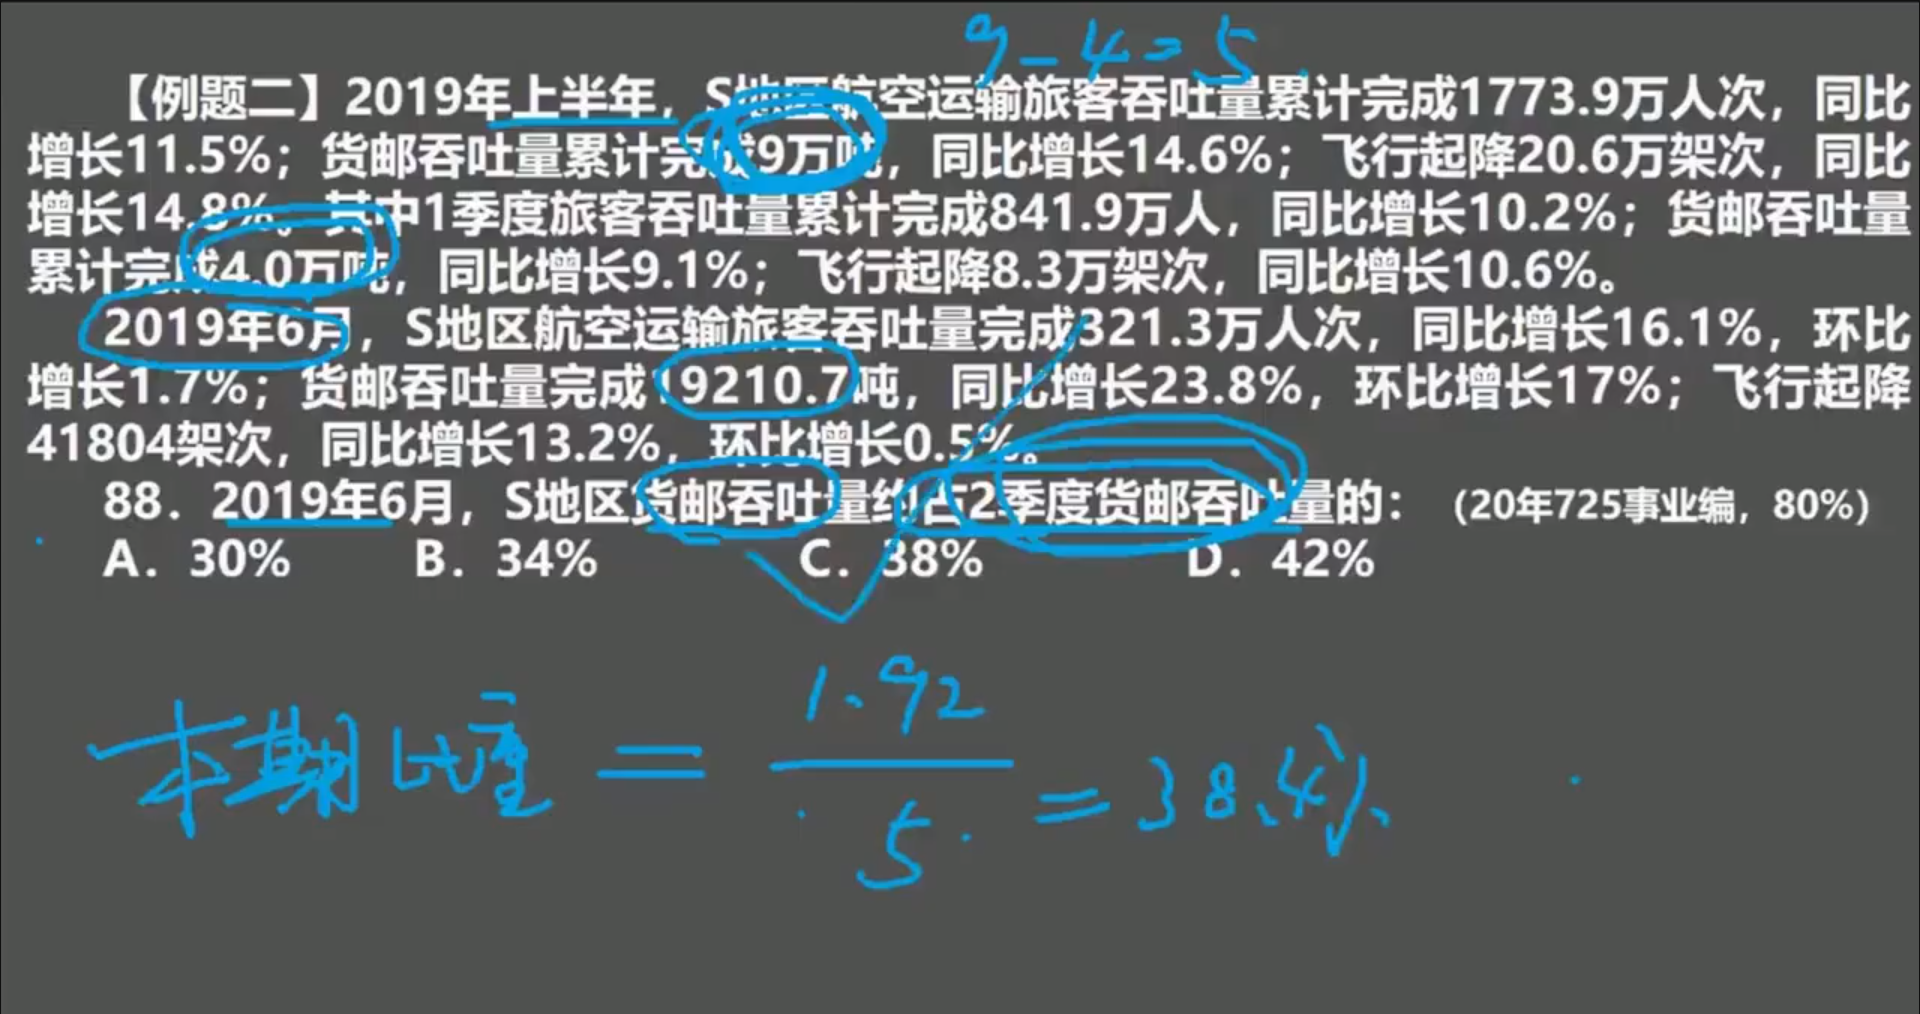 9-4=5
【例题二】2019年上半年，S地区航空运输旅客吞吐量累计完成1773.9万人次，同比
增长11.5%；货邮吞吐量累计完成9万吨，同比增长14.6%；飞行起降20.6万架次，同比
增长14.8%。其中1季度旅客吞吐量累计完成841.9万人，同比增长10.2%；货邮吞吐量
累计完成4.0万吨，同比增长9.1%；飞行起降8.3万架次，同比增长10.6%。
2019年6月，S地区航空运输旅客吞吐量完成321.3万人次，同比增长16.1%，环比
增长1.7%；货邮吞吐量完成19210.7吨，同比增长23.8%，环比增长17%；飞行起降
41804架次，同比增长13.2%，环比增长0.5%。
88．2019年6月，S地区货邮吞吐量约占2季度货邮吞吐量的：（20年725事业编，80%）
A．30% B．34% C．38% D．42%
本期比重 = 1.92
5 = 38.4%